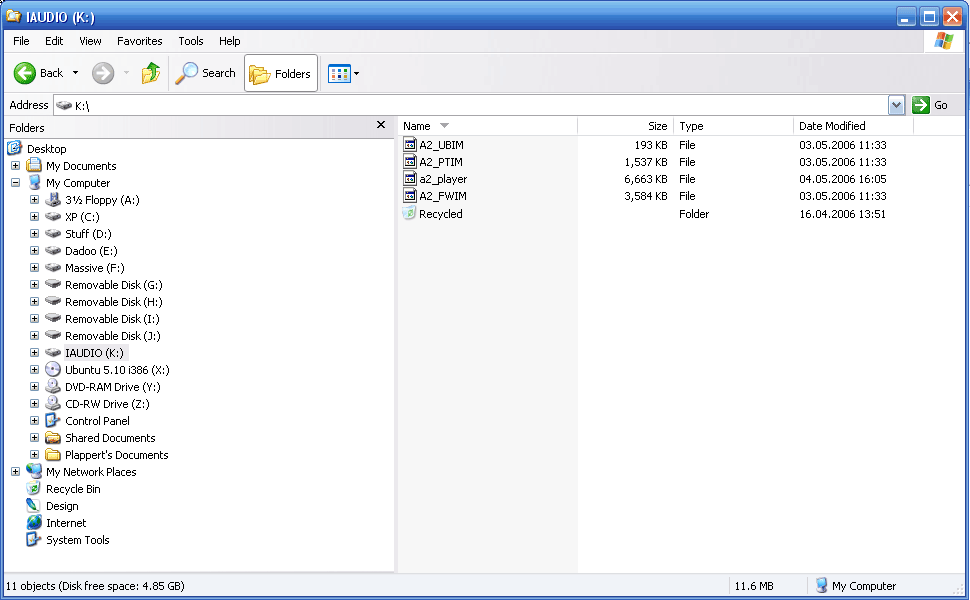 IAUDIO (K:)
File Edit View Favorites Tools Help
Back Search Folders
Address K:\ Go
Folders
Name Size Type Date Modified
Desktop
My Documents
My Computer
3½ Floppy (A:)
XP (C:)
Stuff (D:)
Dadoo (E:)
Massive (F:)
Removable Disk (G:)
Removable Disk (H:)
Removable Disk (I:)
Removable Disk (J:)
IAUDIO (K:)
Ubuntu 5.10 i386 (X:)
DVD-RAM Drive (Y:)
CD-RW Drive (Z:)
Control Panel
Shared Documents
Plappert's Documents
My Network Places
Recycle Bin
Design
Internet
System Tools
A2_UBIM 193 KB File 03.05.2006 11:33
A2_PTIM 1,537 KB File 03.05.2006 11:33
a2_player 6,663 KB File 04.05.2006 16:05
A2_FWIM 3,584 KB File 03.05.2006 11:33
Recycled Folder 16.04.2006 13:51
11 objects (Disk free space: 4.85 GB) 11.6 MB My Computer